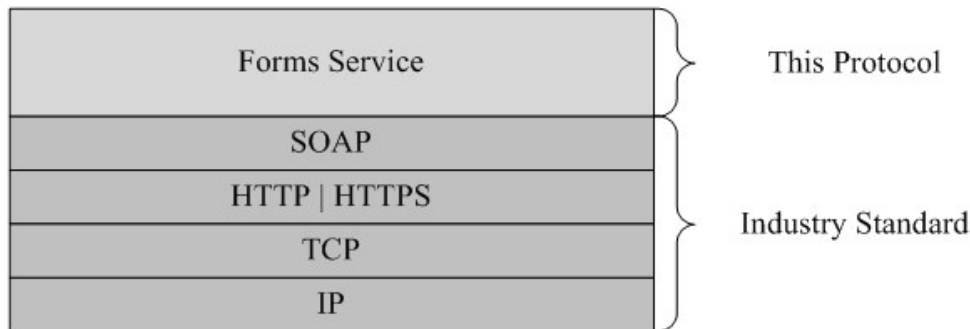 Forms Service
This Protocol
SOAP
HTTP | HTTPS
Industry Standard
TCP
IP